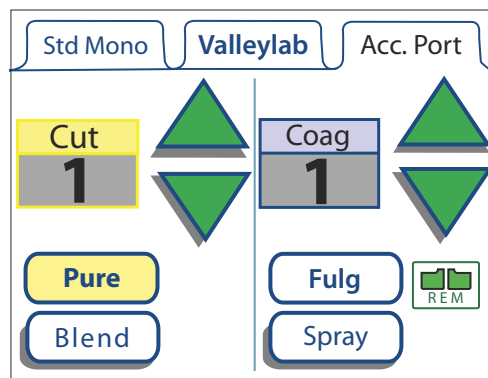 Std Mono
Valleylab
Acc. Port
Cut
1
Coag
1
Pure
Fulg
REM
Blend
Spray